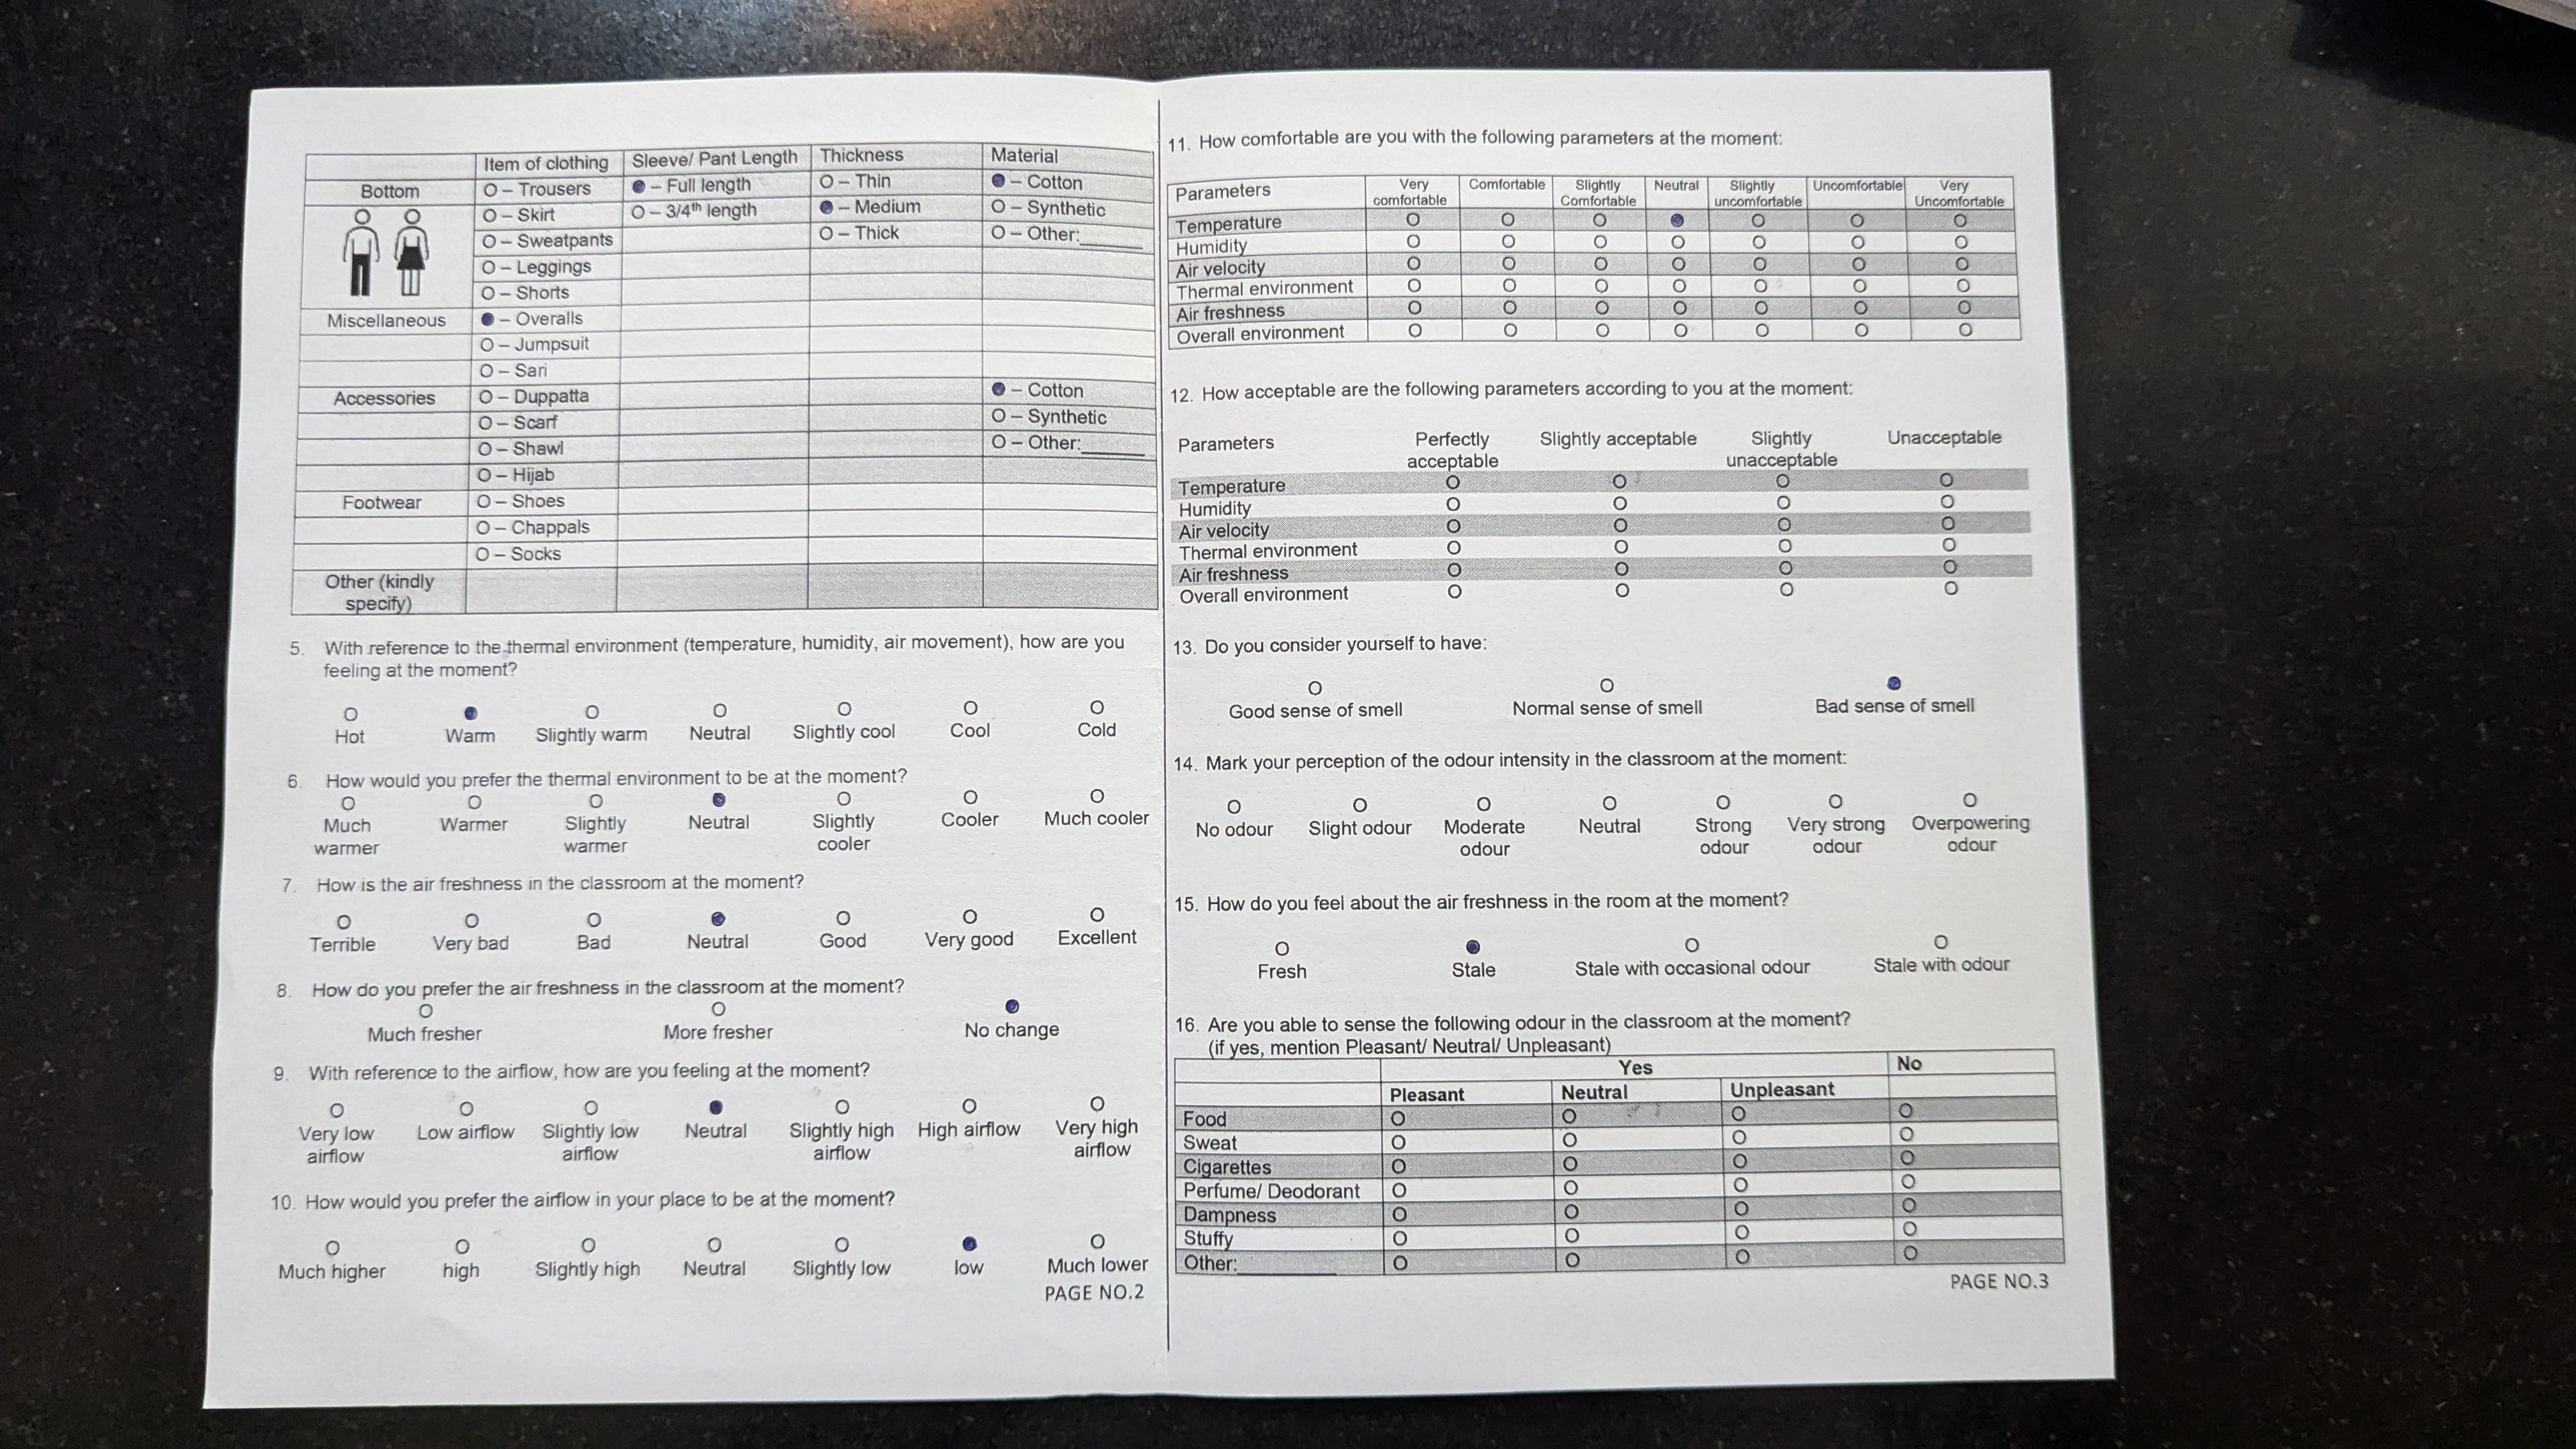 Item of clothing Sleeve/ Pant Length Thickness Material
Bottom O – Trousers ● – Full length O – Thin ● – Cotton
O – Skirt O – 3/4th length ● – Medium O – Synthetic
O – Sweatpants O – Thick O – Other:______
O – Leggings
O – Shorts
Miscellaneous ● – Overalls
O – Jumpsuit
O – Sari
Accessories O – Duppatta ● – Cotton
O – Scarf O – Synthetic
O – Shawl O – Other:______
O – Hijab
Footwear O – Shoes
O – Chappals
O – Socks
Other (kindly
specify)
5. With reference to the thermal environment (temperature, humidity, air movement), how are you
feeling at the moment?
O ● O O O O O
Hot Warm Slightly warm Neutral Slightly cool Cool Cold
6. How would you prefer the thermal environment to be at the moment?
O O O ● O O O
Much Warmer Slightly Neutral Slightly Cooler Much cooler
warmer warmer cooler
7. How is the air freshness in the classroom at the moment?
O O O ● O O O
Terrible Very bad Bad Neutral Good Very good Excellent
8. How do you prefer the air freshness in the classroom at the moment?
O O ●
Much fresher More fresher No change
9. With reference to the airflow, how are you feeling at the moment?
O O O ● O O O
Very low Low airflow Slightly low Neutral Slightly high High airflow Very high
airflow airflow airflow airflow
10. How would you prefer the airflow in your place to be at the moment?
O O O O O ● O
Much higher high Slightly high Neutral Slightly low low Much lower
PAGE NO.2
11. How comfortable are you with the following parameters at the moment:
Parameters Very Comfortable Slightly Neutral Slightly Uncomfortable Very
comfortable Comfortable uncomfortable Uncomfortable
Temperature O O O ● O O O
Humidity O O O O O O O
Air velocity O O O O O O O
Thermal environment O O O O O O O
Air freshness O O O O O O O
Overall environment O O O O O O O
12. How acceptable are the following parameters according to you at the moment:
Parameters Perfectly Slightly acceptable Slightly Unacceptable
acceptable unacceptable
Temperature O O O O
Humidity O O O O
Air velocity O O O O
Thermal environment O O O O
Air freshness O O O O
Overall environment O O O O
13. Do you consider yourself to have:
O O ●
Good sense of smell Normal sense of smell Bad sense of smell
14. Mark your perception of the odour intensity in the classroom at the moment:
O O O O O O O
No odour Slight odour Moderate Neutral Strong Very strong Overpowering
odour odour odour odour
15. How do you feel about the air freshness in the room at the moment?
O ● O O
Fresh Stale Stale with occasional odour Stale with odour
16. Are you able to sense the following odour in the classroom at the moment?
(if yes, mention Pleasant/ Neutral/ Unpleasant)
Yes No
Pleasant Neutral Unpleasant
Food O O O O
Sweat O O O O
Cigarettes O O O O
Perfume/ Deodorant O O O O
Dampness O O O O
Stuffy O O O O
Other:__________ O O O O
PAGE NO.3